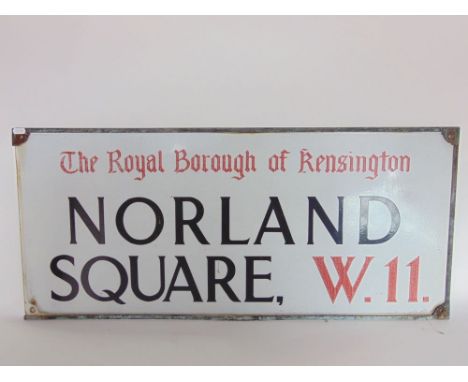 The Royal Borough of Kensington
NORLAND
SQUARE, W.11.